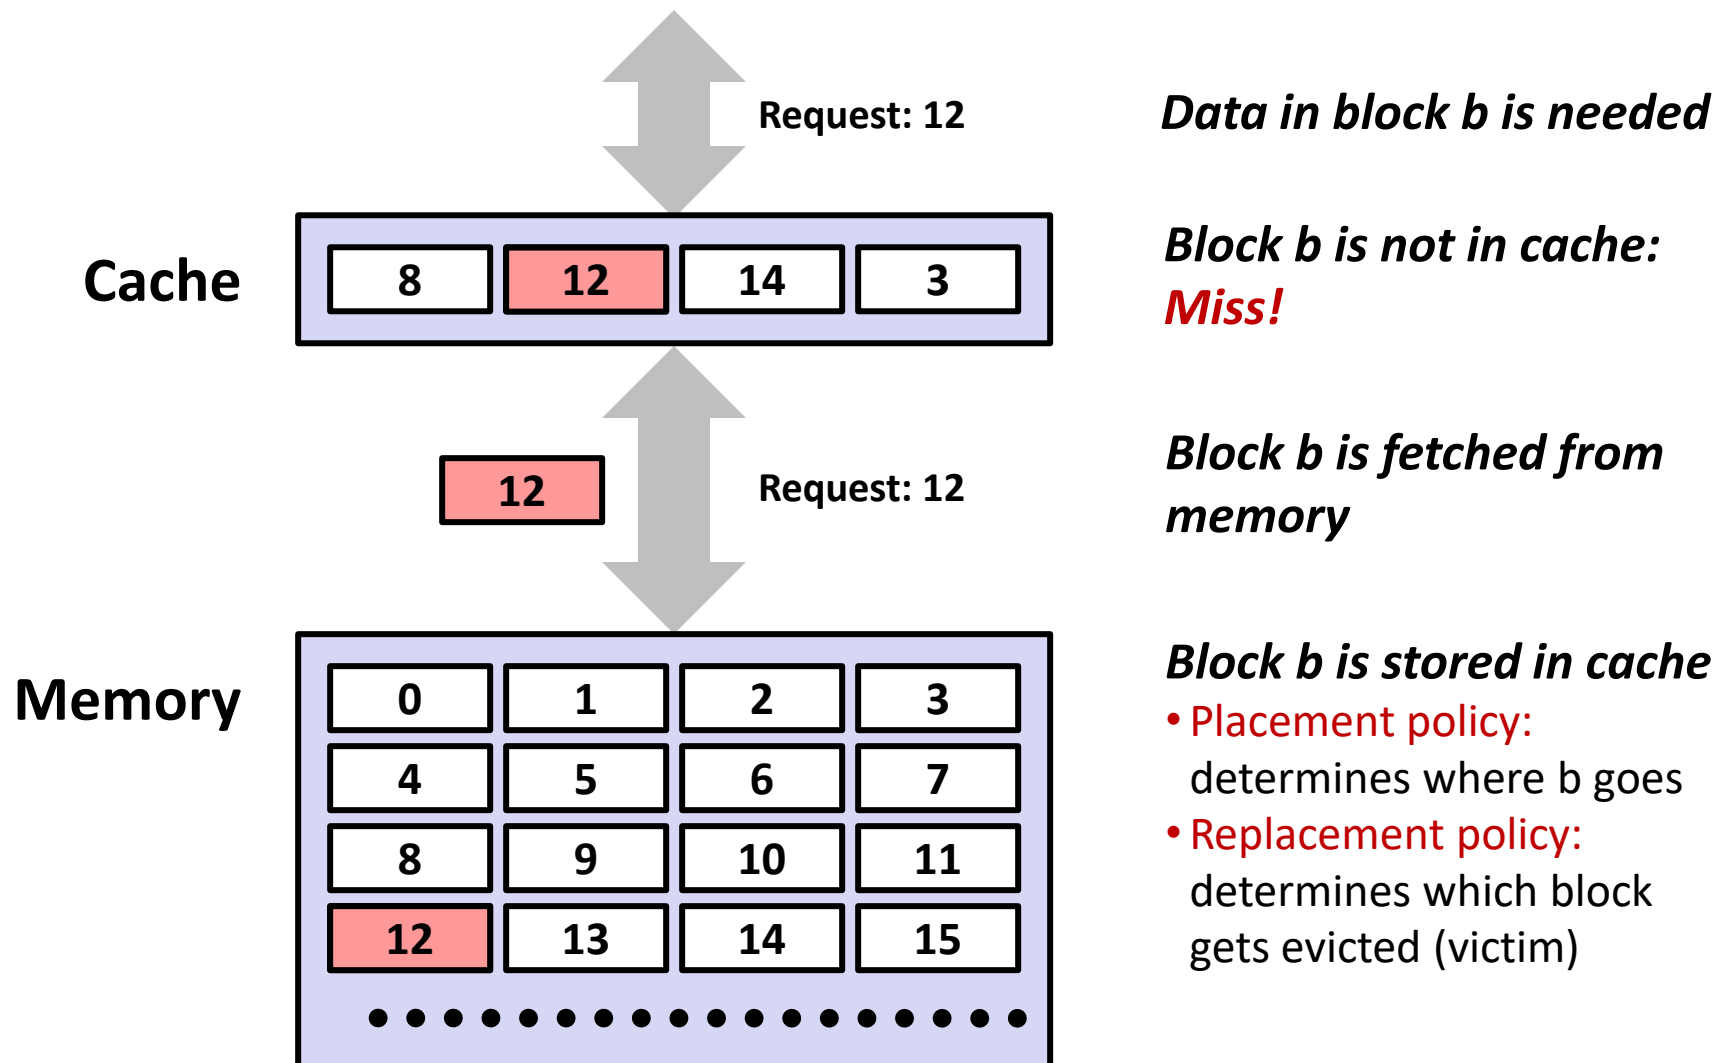 Request: 12
Data in block b is needed
Cache
8 12 14 3
Block b is not in cache:
Miss!
12
Request: 12
Block b is fetched from
memory
Memory
0 1 2 3
4 5 6 7
8 9 10 11
12 13 14 15
Block b is stored in cache
• Placement policy:
determines where b goes
• Replacement policy:
determines which block
gets evicted (victim)